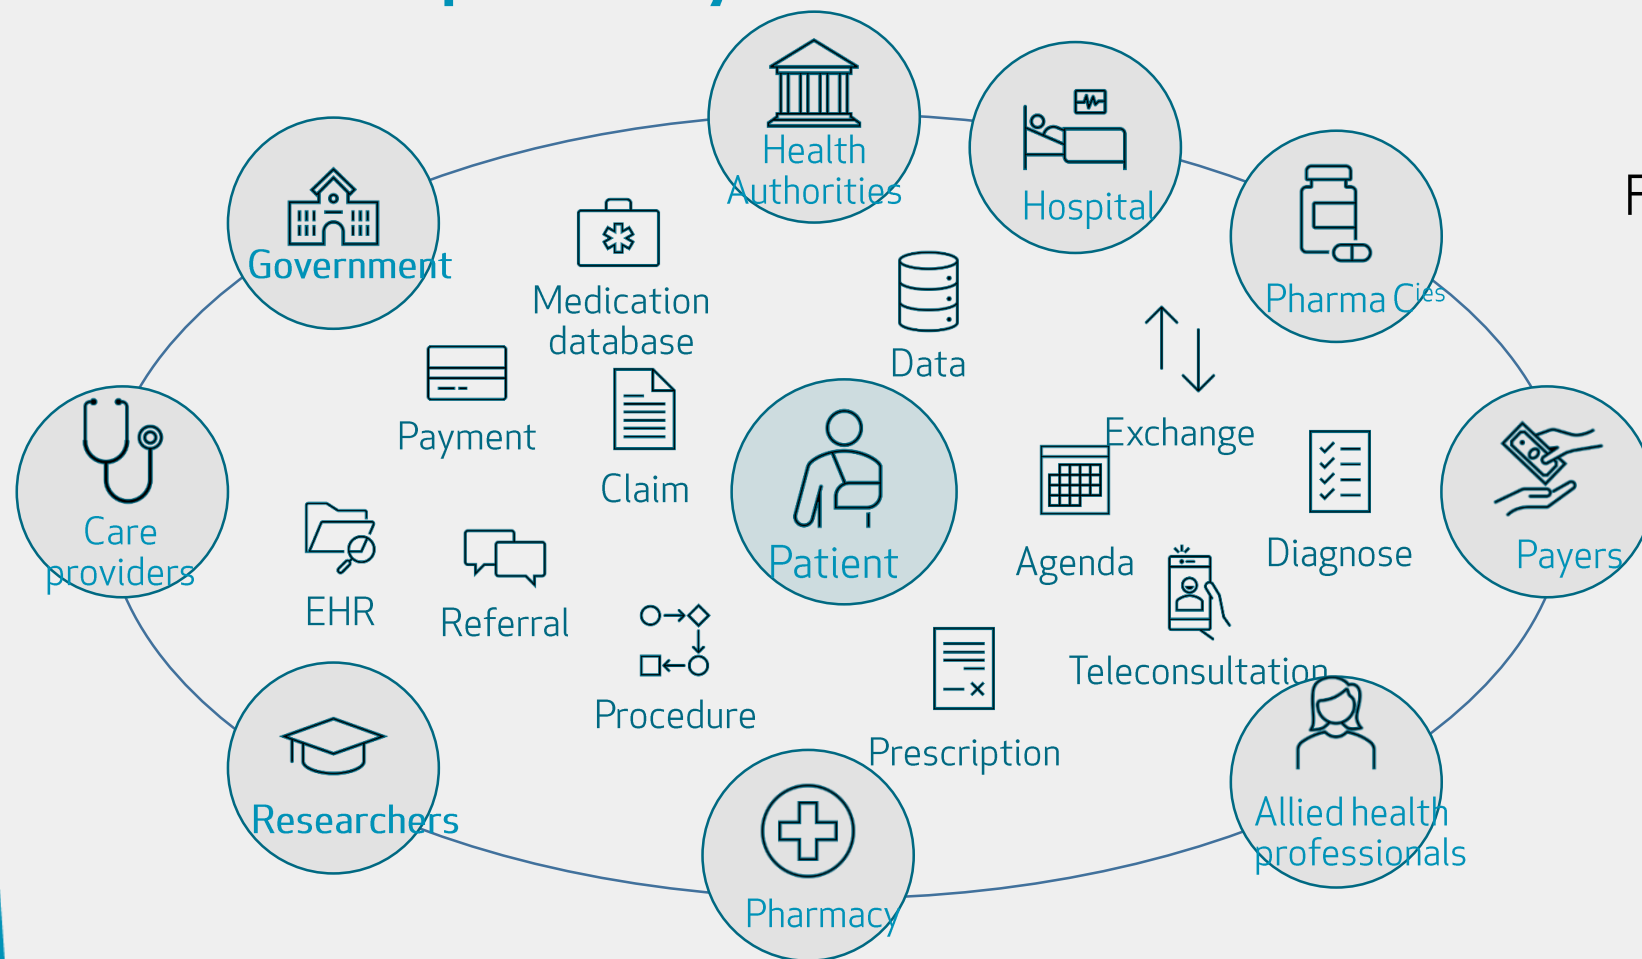 Health
Authorities
Hospital
Government
Pharma Cies
Medication
database
Data
Payment
Exchange
Claim
Care
providers
Patient
Agenda
Diagnose
Payers
EHR
Referral
Teleconsultation
Procedure
Prescription
Researchers
Allied health
professionals
Pharmacy